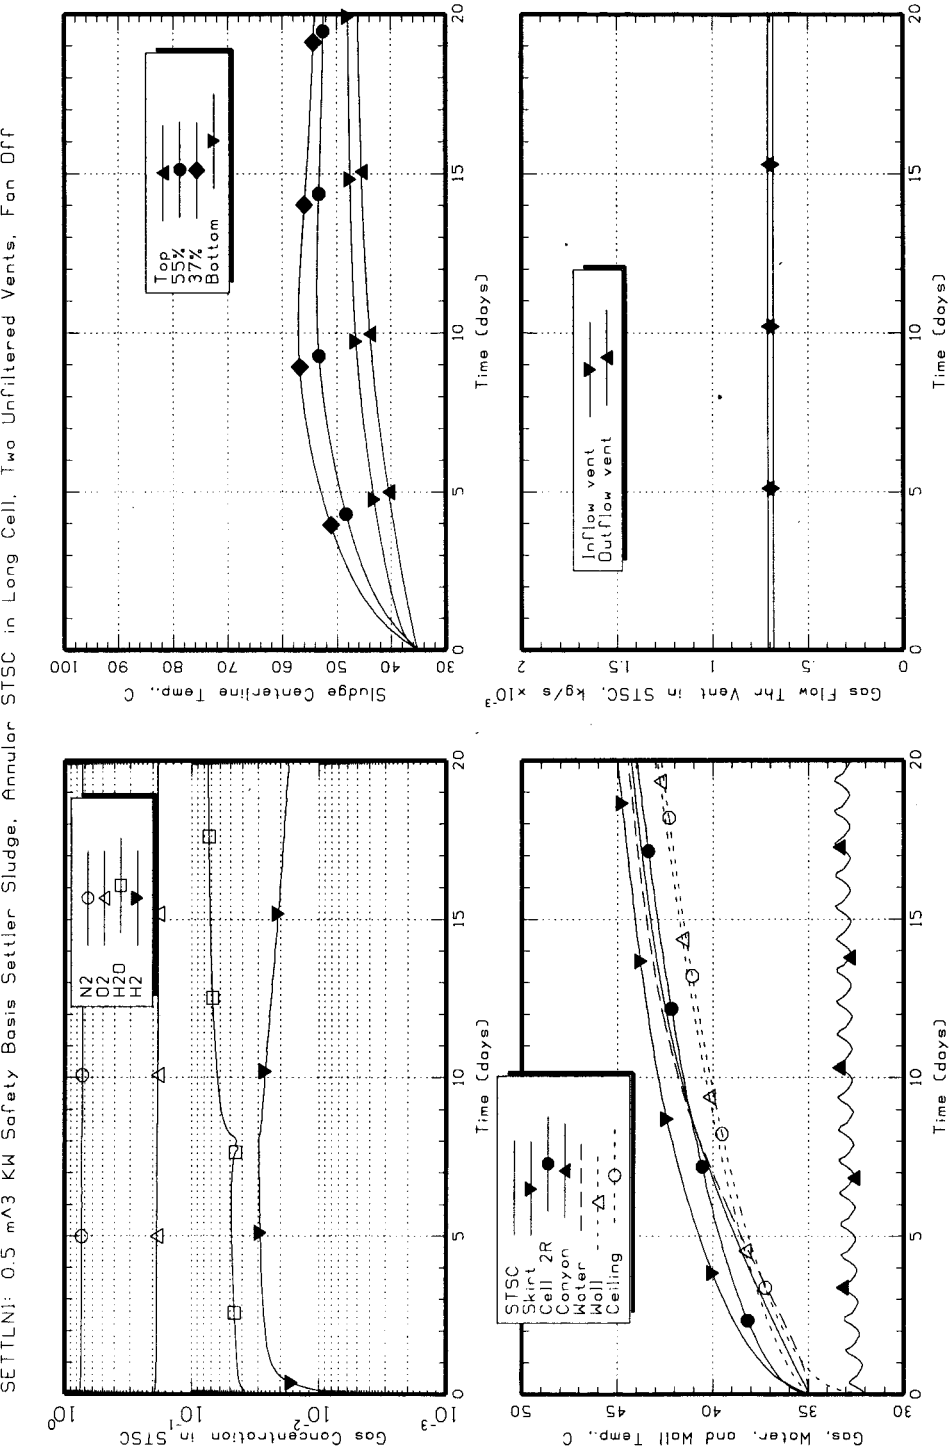 SETTLN1: 0.5 m^3 KW Safety Basis Settler Sludge, Annular STSC in Long Cell, Two Unfiltered Vents, Fan Off
Gas Concentration in STSC
10^0
10^-1
10^-2
10^-3
N2
O2
H2O
H2
0 5 10 15 20
Time (days)
Sludge Centerline Temp., C
100
90
80
70
60
50
40
30
Top
55%
37%
Bottom
0 5 10 15 20
Time (days)
Gas, Water, and Wall Temp., C
50
45
40
35
30
STSC
Skirt
Cell 2R
Canyon
Water
Wall
Ceiling
0 5 10 15 20
Time (days)
Gas Flow Thr Vent in STSC, kg/s x10^-3
2
1.5
1
.5
0
Inflow vent
Outflow vent
0 5 10 15 20
Time (days)